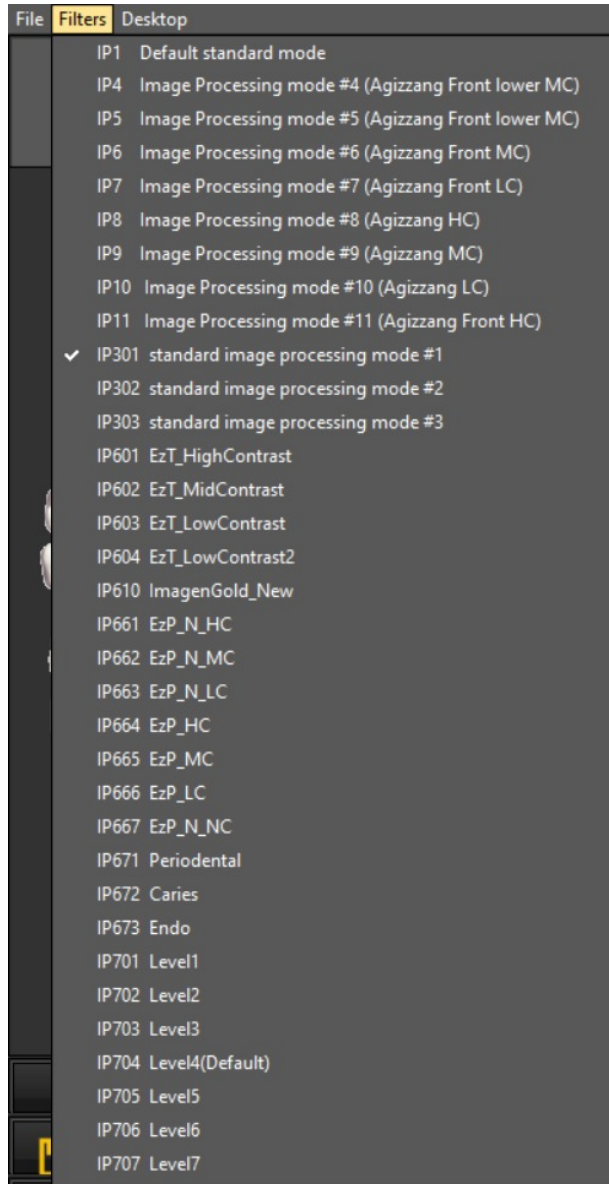 File Filters Desktop
IP1 Default standard mode
IP4 Image Processing mode #4 (Agizzang Front lower MC)
IP5 Image Processing mode #5 (Agizzang Front lower MC)
IP6 Image Processing mode #6 (Agizzang Front MC)
IP7 Image Processing mode #7 (Agizzang Front LC)
IP8 Image Processing mode #8 (Agizzang HC)
IP9 Image Processing mode #9 (Agizzang MC)
IP10 Image Processing mode #10 (Agizzang LC)
IP11 Image Processing mode #11 (Agizzang Front HC)
IP301 standard image processing mode #1
IP302 standard image processing mode #2
IP303 standard image processing mode #3
IP601 EzT_HighContrast
IP602 EzT_MidContrast
IP603 EzT_LowContrast
IP604 EzT_LowContrast2
IP610 ImagenGold_New
IP661 EzP_N_HC
IP662 EzP_N_MC
IP663 EzP_N_LC
IP664 EzP_HC
IP665 EzP_MC
IP666 EzP_LC
IP667 EzP_N_NC
IP671 Periodental
IP672 Caries
IP673 Endo
IP701 Level1
IP702 Level2
IP703 Level3
IP704 Level4(Default)
IP705 Level5
IP706 Level6
IP707 Level7